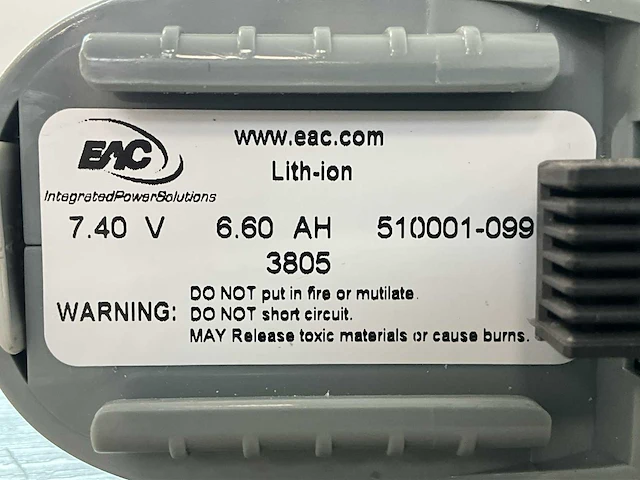 EAC
IntegratedPowerSolutions
www.eac.com
Lith-ion
7.40 V 6.60 AH 510001-099
3805
WARNING: DO NOT put in fire or mutilate.
DO NOT short circuit.
MAY Release toxic materials or cause burns.